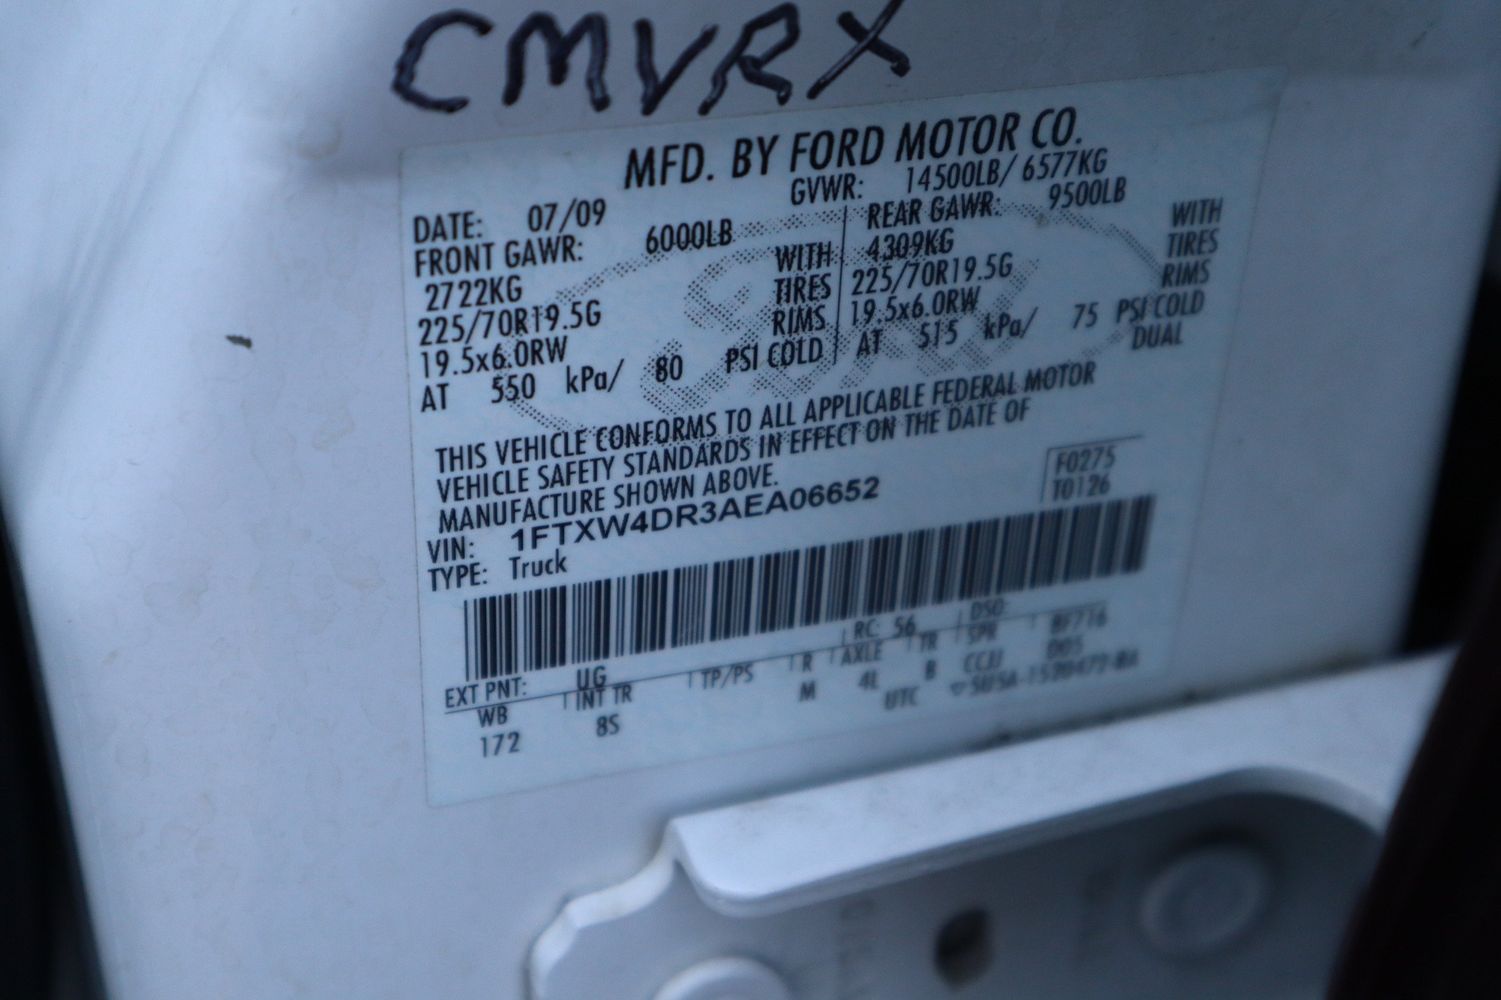 CMVRX
MFD. BY FORD MOTOR CO.
DATE: 07/09 GVWR: 14500LB/ 6577KG
FRONT GAWR: 6000LB REAR GAWR: 9500LB
2722KG WITH 4309KG WITH
225/70R19.5G TIRES 225/70R19.5G TIRES
19.5x6.0RW RIMS 19.5x6.0RW RIMS
AT 550 kPa/ 80 PSI COLD AT 515 kPa/ 75 PSI COLD
DUAL
THIS VEHICLE CONFORMS TO ALL APPLICABLE FEDERAL MOTOR
VEHICLE SAFETY STANDARDS IN EFFECT ON THE DATE OF
MANUFACTURE SHOWN ABOVE.
F0275
T0126
VIN: 1FTXW4DR3AEA06652
TYPE: Truck
EXT PNT: UG RC: 56 DSO:
WB INT TR TP/PS R AXLE TR SPR
172 8S M 4L B CCJJ
UTC